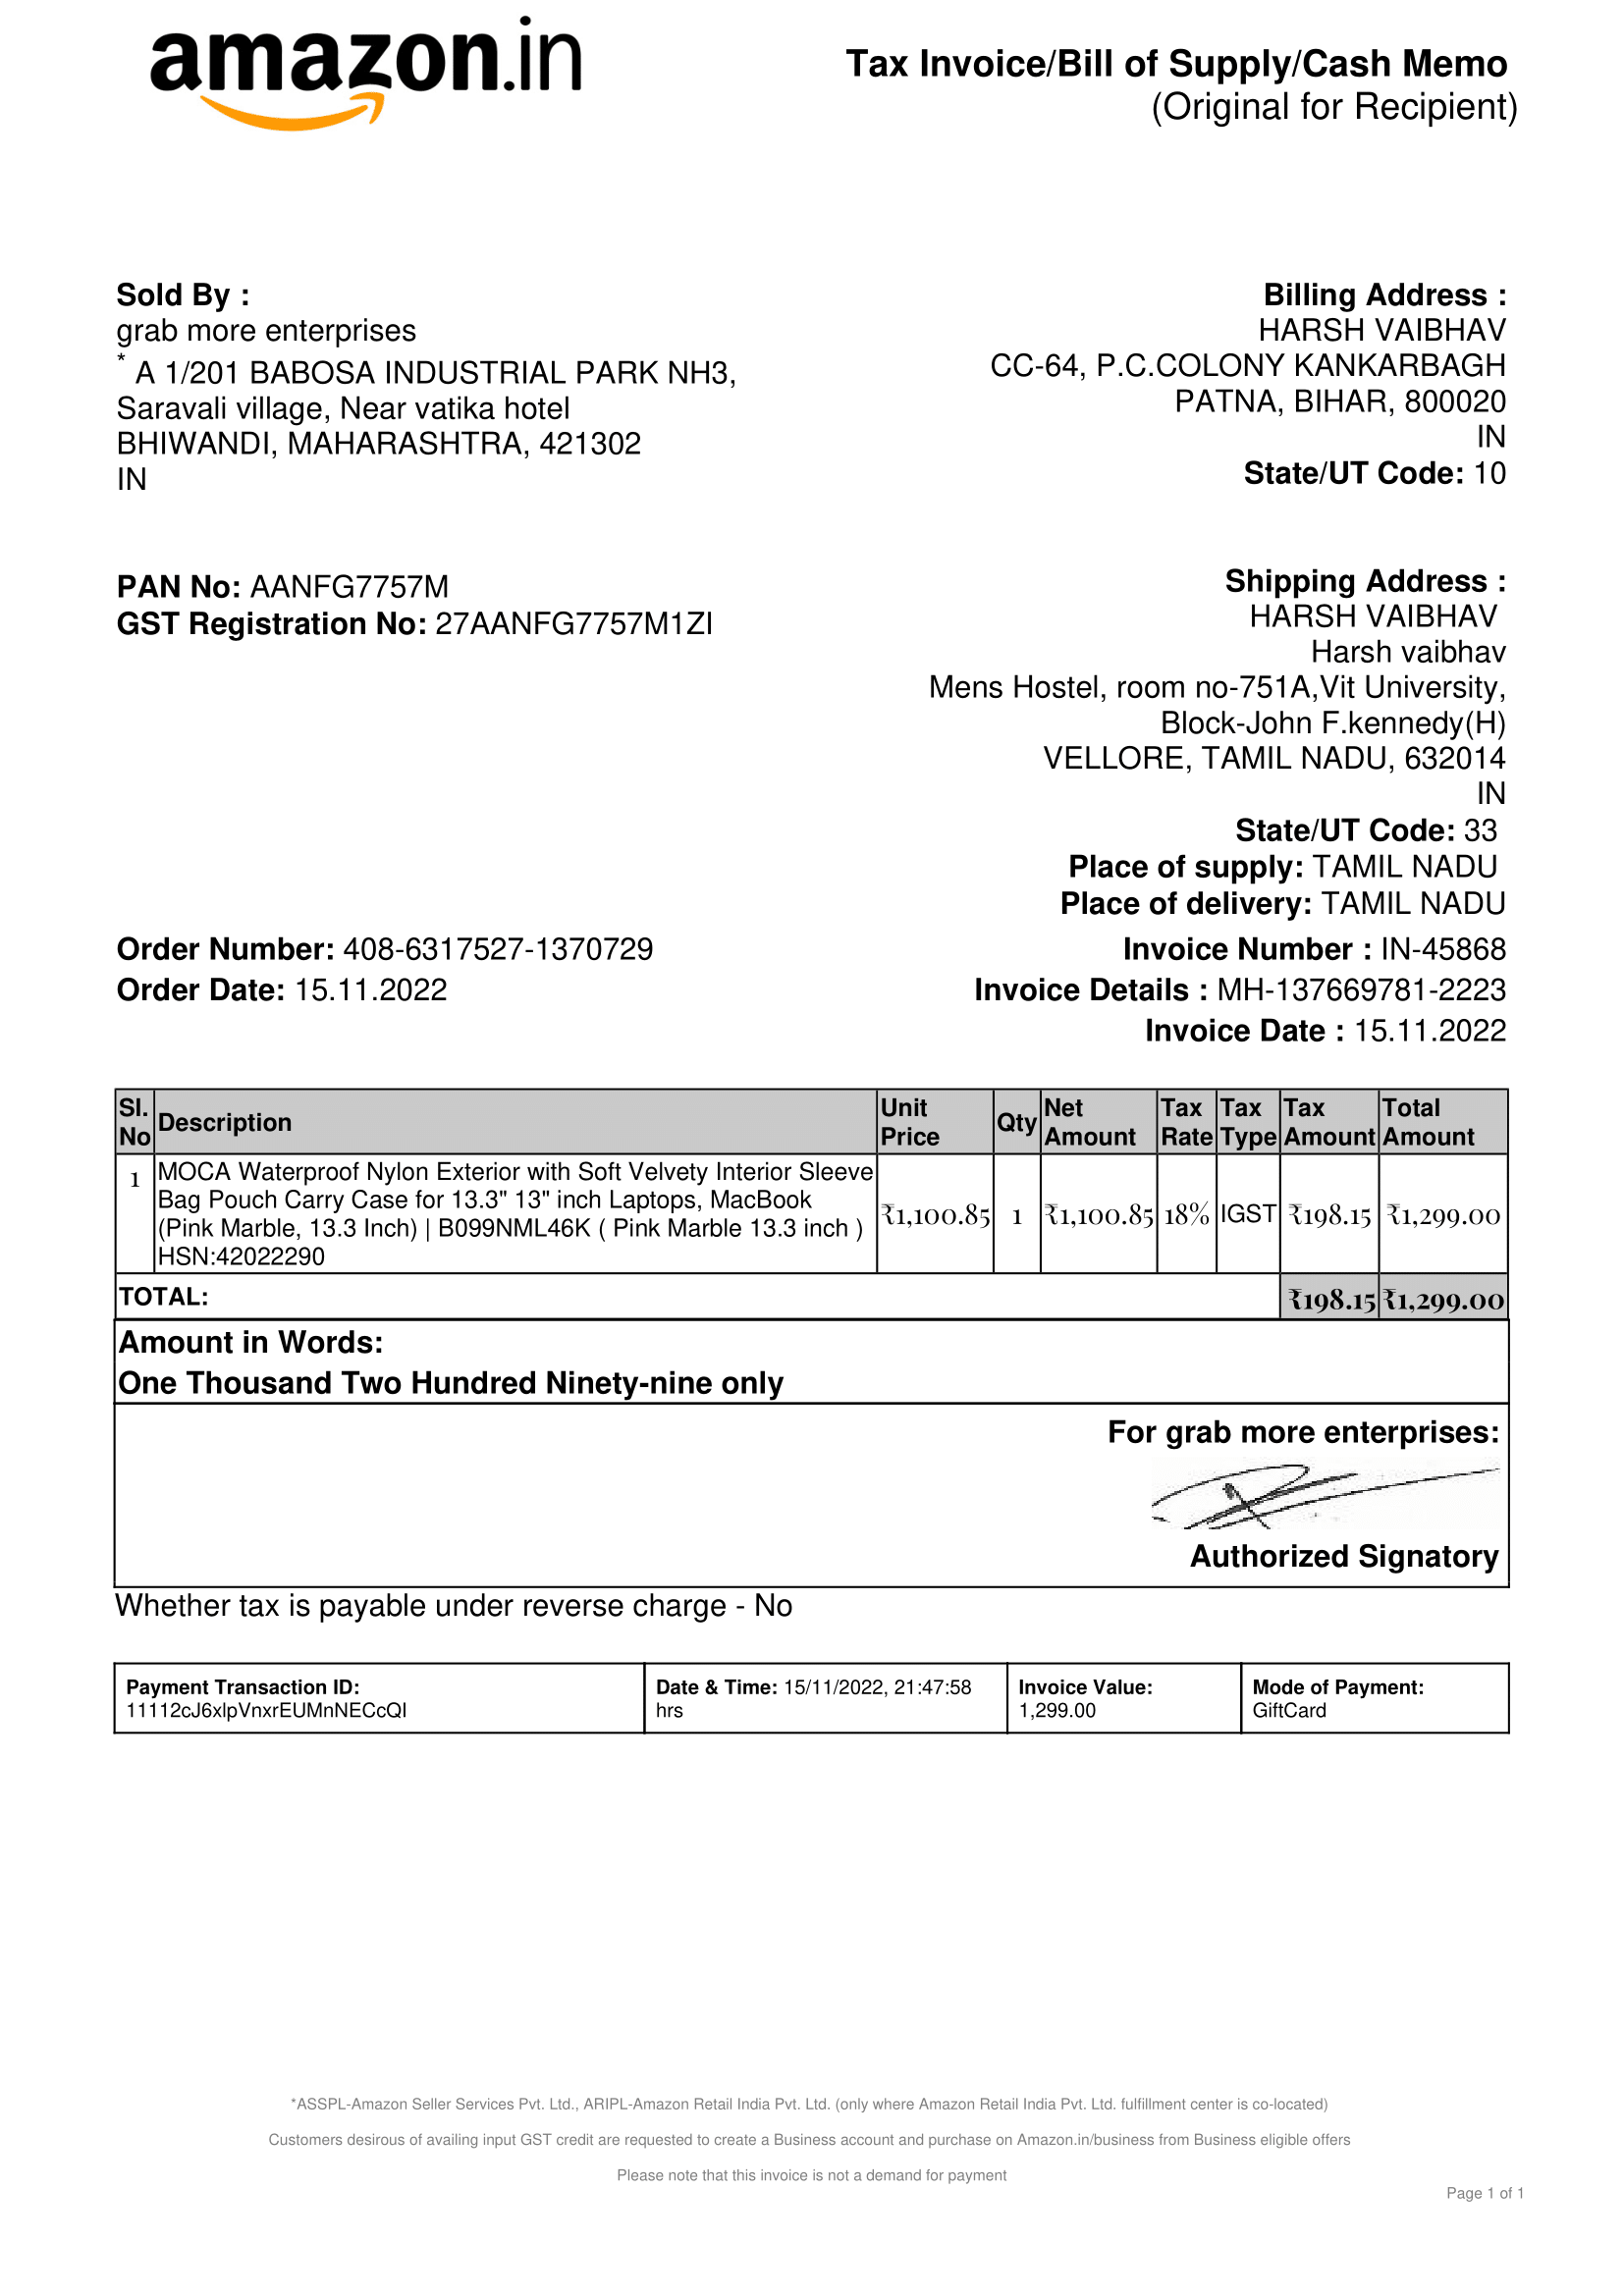 amazon.in
Tax Invoice/Bill of Supply/Cash Memo
(Original for Recipient)
Sold By :
grab more enterprises
* A 1/201 BABOSA INDUSTRIAL PARK NH3,
Saravali village, Near vatika hotel
BHIWANDI, MAHARASHTRA, 421302
IN
Billing Address :
HARSH VAIBHAV
CC-64, P.C.COLONY KANKARBAGH
PATNA, BIHAR, 800020
IN
State/UT Code: 10
PAN No: AANFG7757M
GST Registration No: 27AANFG7757M1ZI
Shipping Address :
HARSH VAIBHAV
Harsh vaibhav
Mens Hostel, room no-751A,Vit University,
Block-John F.kennedy(H)
VELLORE, TAMIL NADU, 632014
IN
State/UT Code: 33
Place of supply: TAMIL NADU
Place of delivery: TAMIL NADU
Order Number: 408-6317527-1370729
Order Date: 15.11.2022
Invoice Number : IN-45868
Invoice Details : MH-137669781-2223
Invoice Date : 15.11.2022
Sl. No Description Unit Price Qty Net Amount Tax Rate Tax Type Tax Amount Total Amount
1 MOCA Waterproof Nylon Exterior with Soft Velvety Interior Sleeve
Bag Pouch Carry Case for 13.3" 13" inch Laptops, MacBook
(Pink Marble, 13.3 Inch) | B099NML46K ( Pink Marble 13.3 inch )
HSN:42022290
₹1,100.85 1 ₹1,100.85 18% IGST ₹198.15 ₹1,299.00
TOTAL: ₹198.15 ₹1,299.00
Amount in Words:
One Thousand Two Hundred Ninety-nine only
For grab more enterprises:
Authorized Signatory
Whether tax is payable under reverse charge - No
Payment Transaction ID:
11112cJ6xlpVnxrEUMnNECcQI
Date & Time: 15/11/2022, 21:47:58
hrs
Invoice Value:
1,299.00
Mode of Payment:
GiftCard
*ASSPL-Amazon Seller Services Pvt. Ltd., ARIPL-Amazon Retail India Pvt. Ltd. (only where Amazon Retail India Pvt. Ltd. fulfillment center is co-located)
Customers desirous of availing input GST credit are requested to create a Business account and purchase on Amazon.in/business from Business eligible offers
Please note that this invoice is not a demand for payment
Page 1 of 1